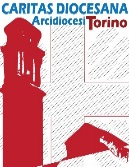 CARITAS DIOCESANA
Arcidiocesi Torino